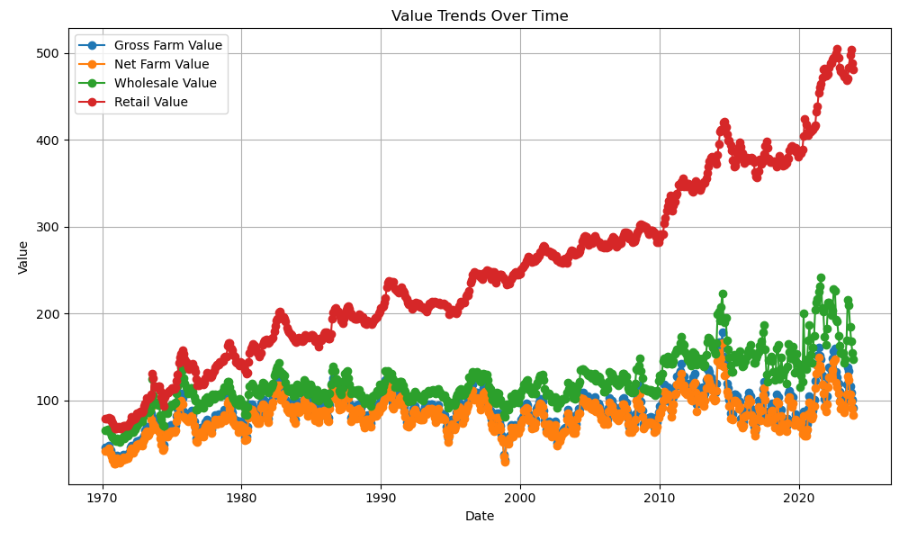 Value Trends Over Time
Gross Farm Value
Net Farm Value
Wholesale Value
Retail Value
500
400
300
200
100
Value
1970 1980 1990 2000 2010 2020
Date